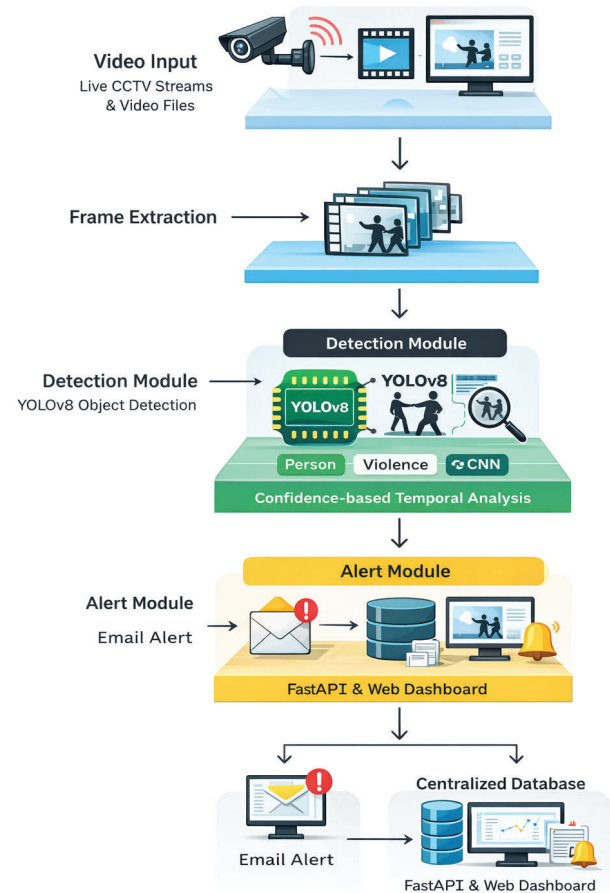 Video Input
Live CCTV Streams
& Video Files
Frame Extraction
Detection Module
Detection Module
YOLOv8 Object Detection
YOLOv8
YOLOv8
Person
Violence
CNN
Confidence-based Temporal Analysis
Alert Module
Alert Module
Email Alert
FastAPI & Web Dashboard
Email Alert
Centralized Database
FastAPI & Web Dashboard